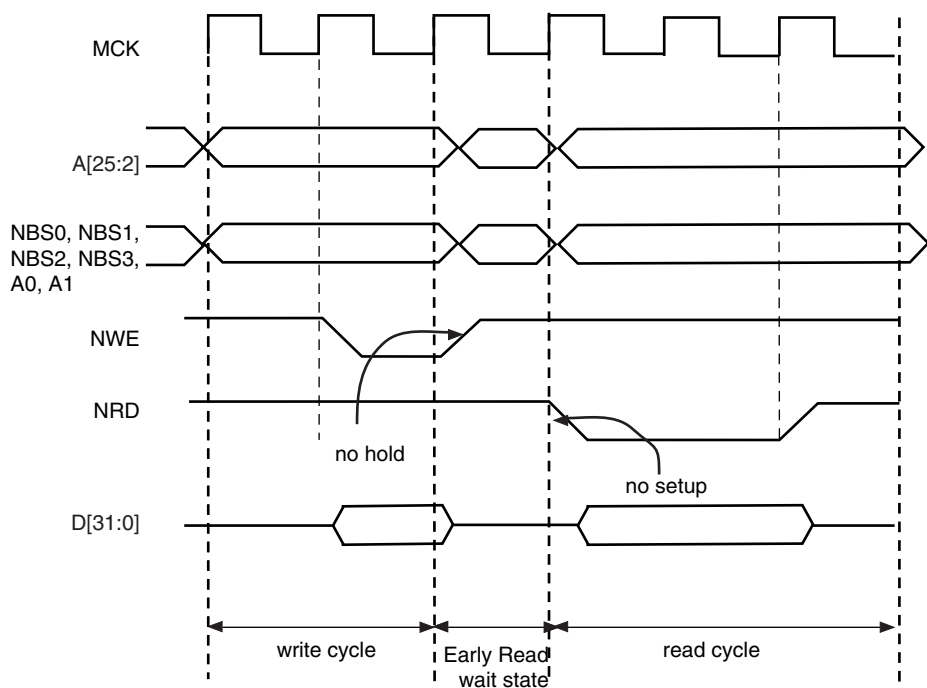 MCK
A[25:2]
NBS0, NBS1,
NBS2, NBS3,
A0, A1
NWE
NRD
no hold
no setup
D[31:0]
write cycle
Early Read
wait state
read cycle